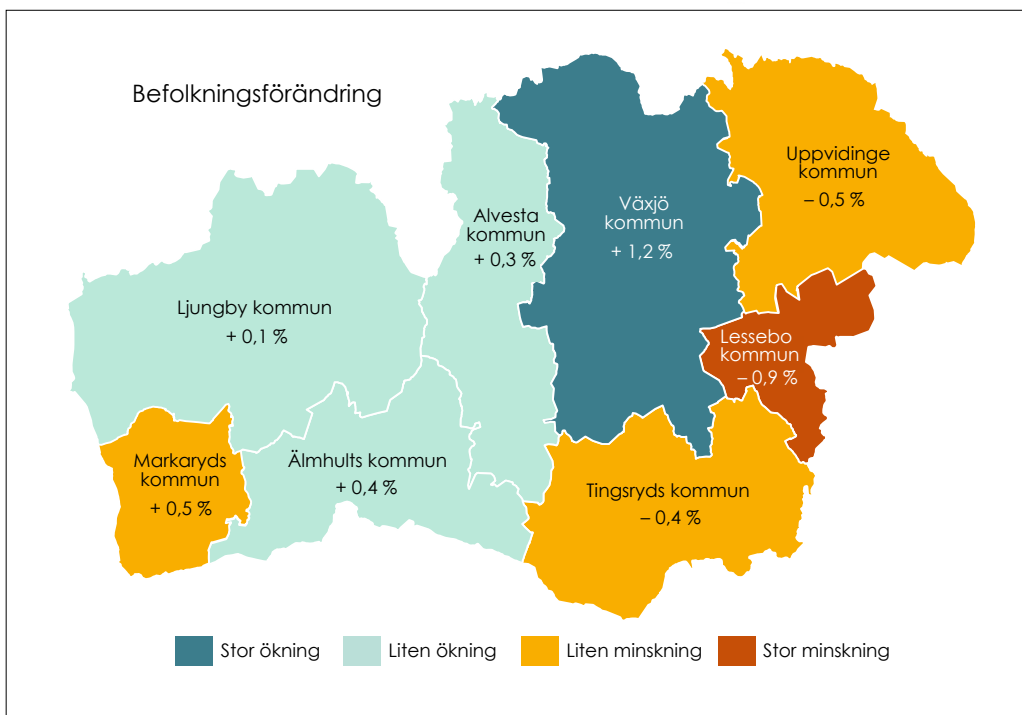 Befolkningsförändring
Uppvidinge
kommun
– 0,5 %
Växjö
kommun
+ 1,2 %
Alvesta
kommun
+ 0,3 %
Ljungby kommun
+ 0,1 %
Lessebo
kommun
– 0,9 %
Markaryds
kommun
+ 0,5 %
Älmhults kommun
+ 0,4 %
Tingsryds kommun
– 0,4 %
Stor ökning
Liten ökning
Liten minskning
Stor minskning